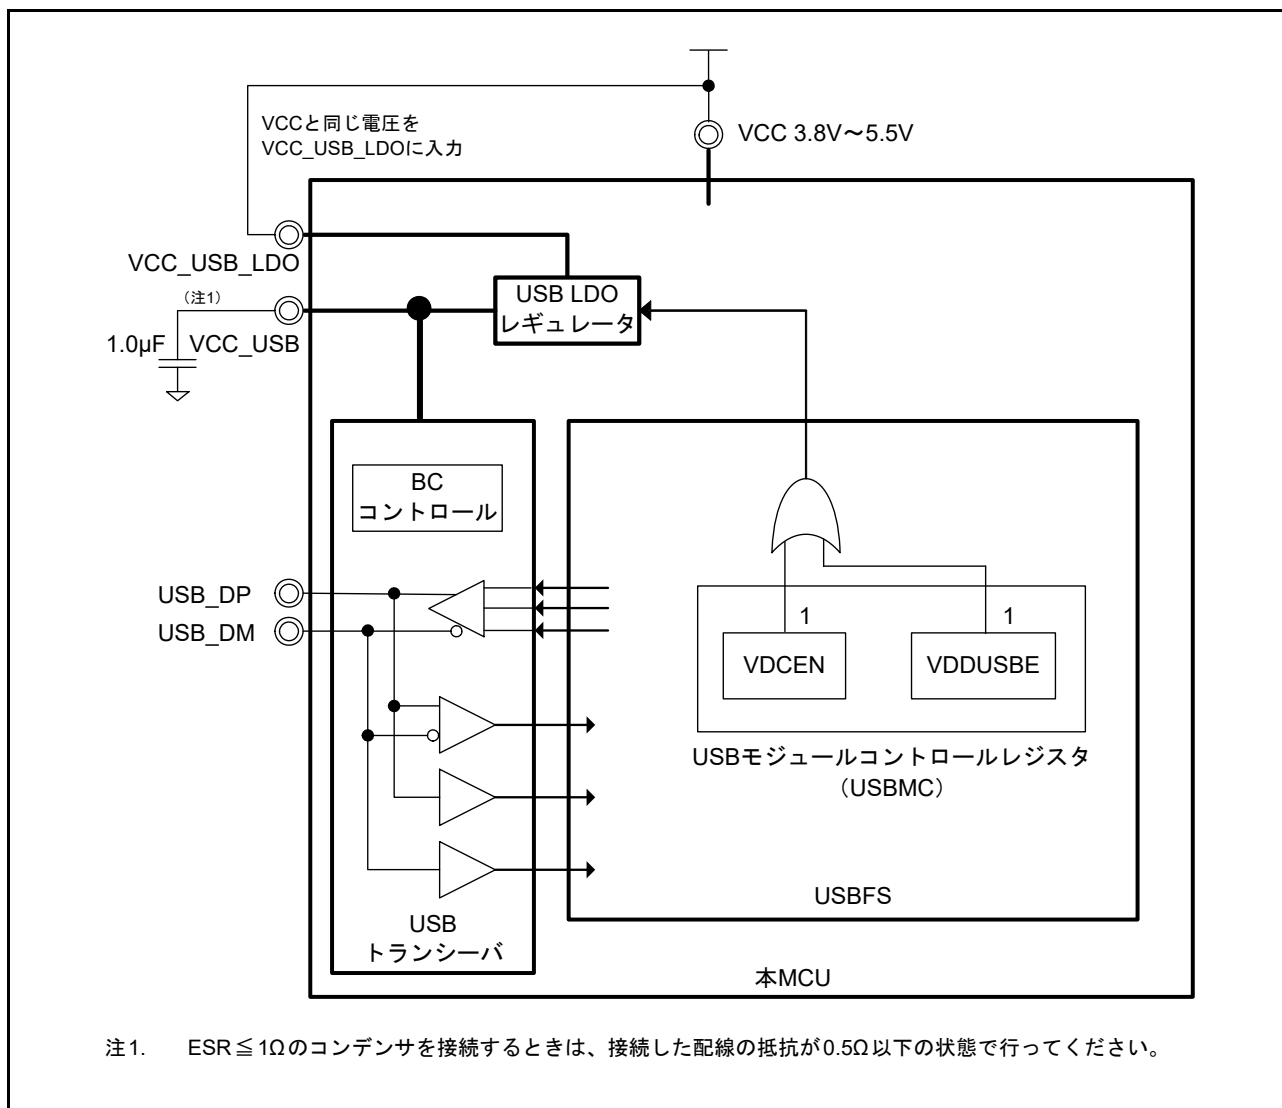 VCCと同じ電圧を
VCC_USB_LDOに入力
VCC 3.8V～5.5V
VCC_USB_LDO
（注1）
1.0µF
VCC_USB
USB LDO
レギュレータ
BC
コントロール
USB_DP
USB_DM
1
1
VDCEN
VDDUSBE
USBモジュールコントロールレジスタ
（USBMC）
USBFS
USB
トランシーバ
本MCU
注1. ESR≦1Ωのコンデンサを接続するときは、接続した配線の抵抗が0.5Ω以下の状態で行ってください。